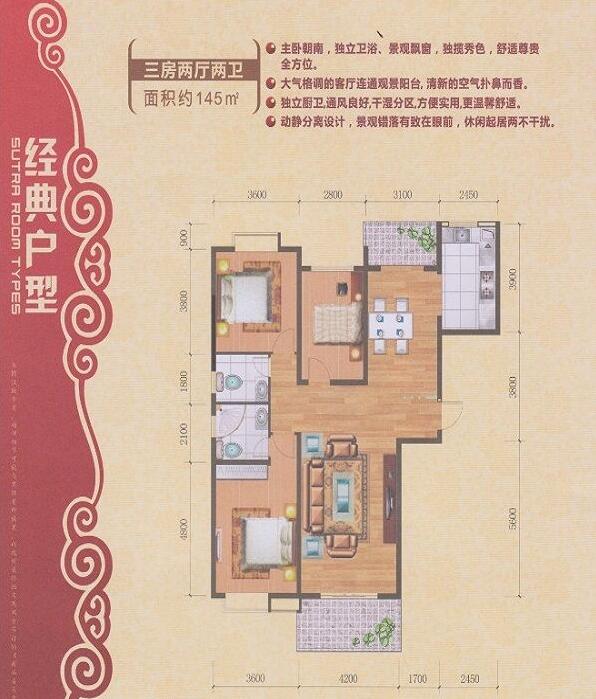 经典户型
SUTRA ROOM TYPES
三房两厅两卫
面积约145㎡
主卧朝南，独立卫浴、景观飘窗，独揽秀色，舒适尊贵
全方位。
大气格调的客厅连通观景阳台,清新的空气扑鼻而香。
独立厨卫,通风良好,干湿分区,方便实用,更温馨舒适。
动静分离设计，景观错落有致在眼前，休闲起居两不干扰。
3600 2800 3100 2450
900
3800
1800
2100
4800
3900
3800
5600
3600 4200 1700 2450